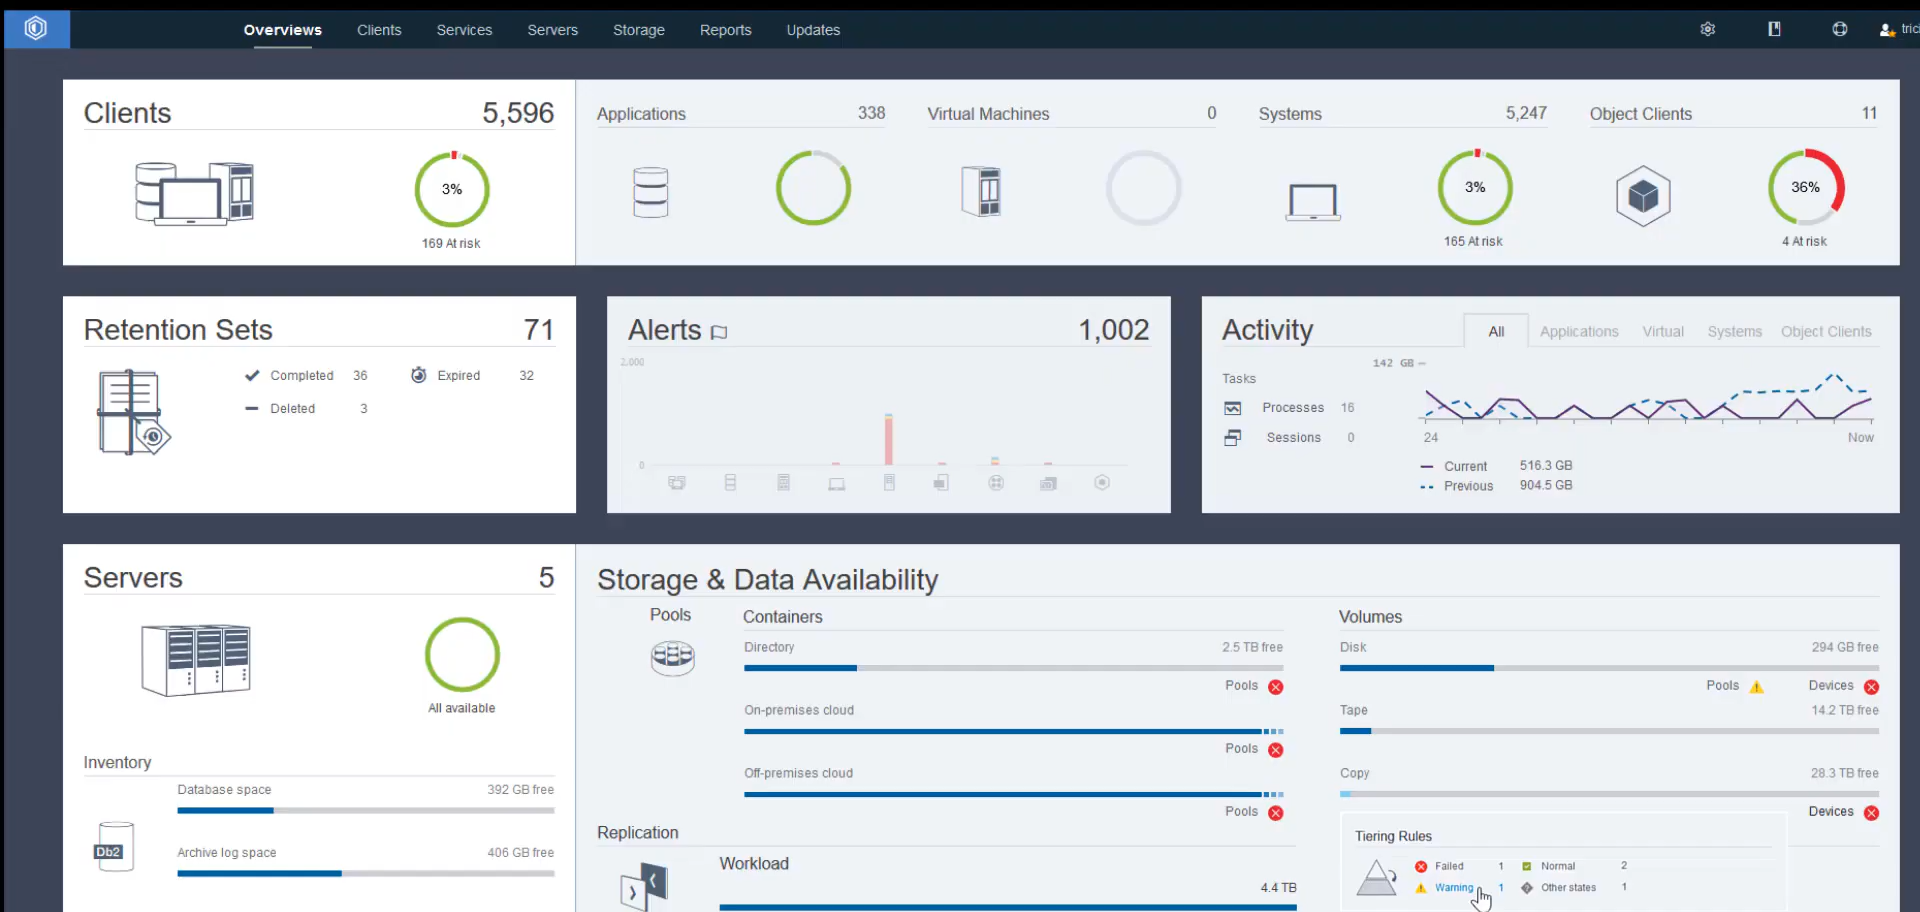 Overviews Clients Services Servers Storage Reports Updates
Clients 5,596
3%
169 At risk
Applications 338
Virtual Machines 0
Systems 5,247
3%
165 At risk
Object Clients 11
36%
4 At risk
Retention Sets 71
Completed 36 Expired 32
Deleted 3
Alerts 1,002
2,000
0
Activity All Applications Virtual Systems Object Clients
142 GB
Tasks
Processes 16
Sessions 0
24 Now
Current 516.3 GB
Previous 904.5 GB
Servers 5
All available
Inventory
Database space 392 GB free
Db2
Archive log space 406 GB free
Storage & Data Availability
Pools
Containers
Directory 2.5 TB free
Pools
On-premises cloud
Pools
Off-premises cloud
Pools
Volumes
Disk 294 GB free
Pools Devices
Tape 14.2 TB free
Copy 28.3 TB free
Devices
Replication
Workload
4.4 TB
Tiering Rules
Failed 1 Normal 2
Warning 1 Other states 1